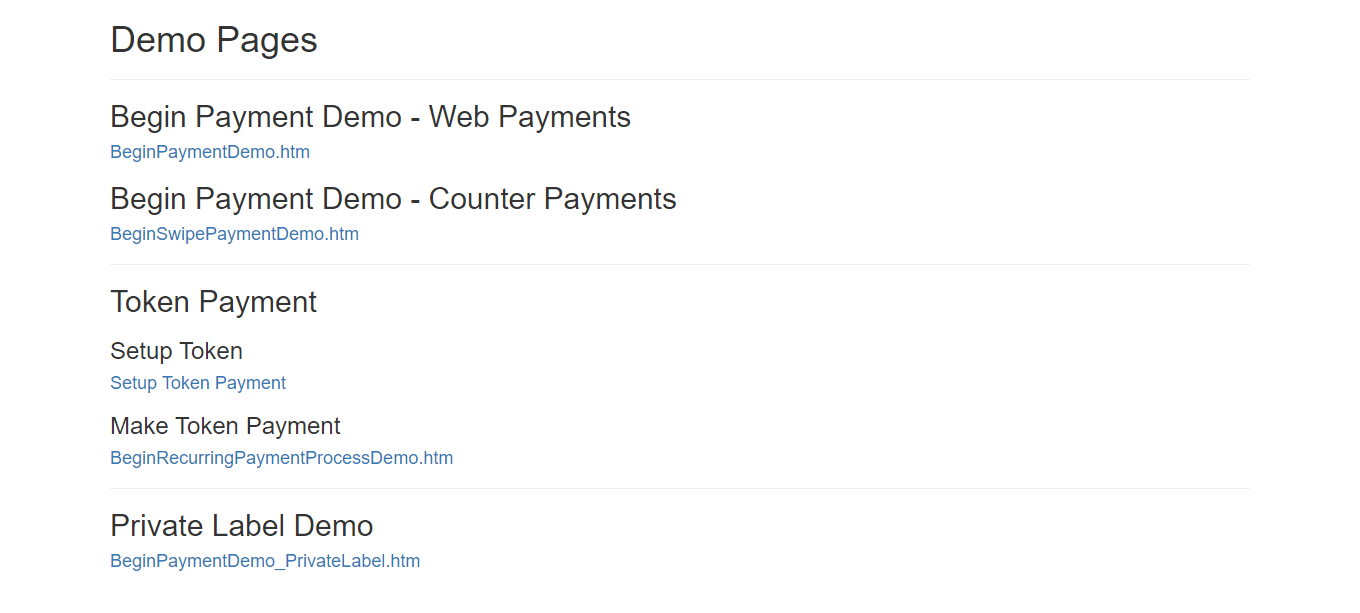 Demo Pages
Begin Payment Demo - Web Payments
BeginPaymentDemo.htm
Begin Payment Demo - Counter Payments
BeginSwipePaymentDemo.htm
Token Payment
Setup Token
Setup Token Payment
Make Token Payment
BeginRecurringPaymentProcessDemo.htm
Private Label Demo
BeginPaymentDemo_PrivateLabel.htm